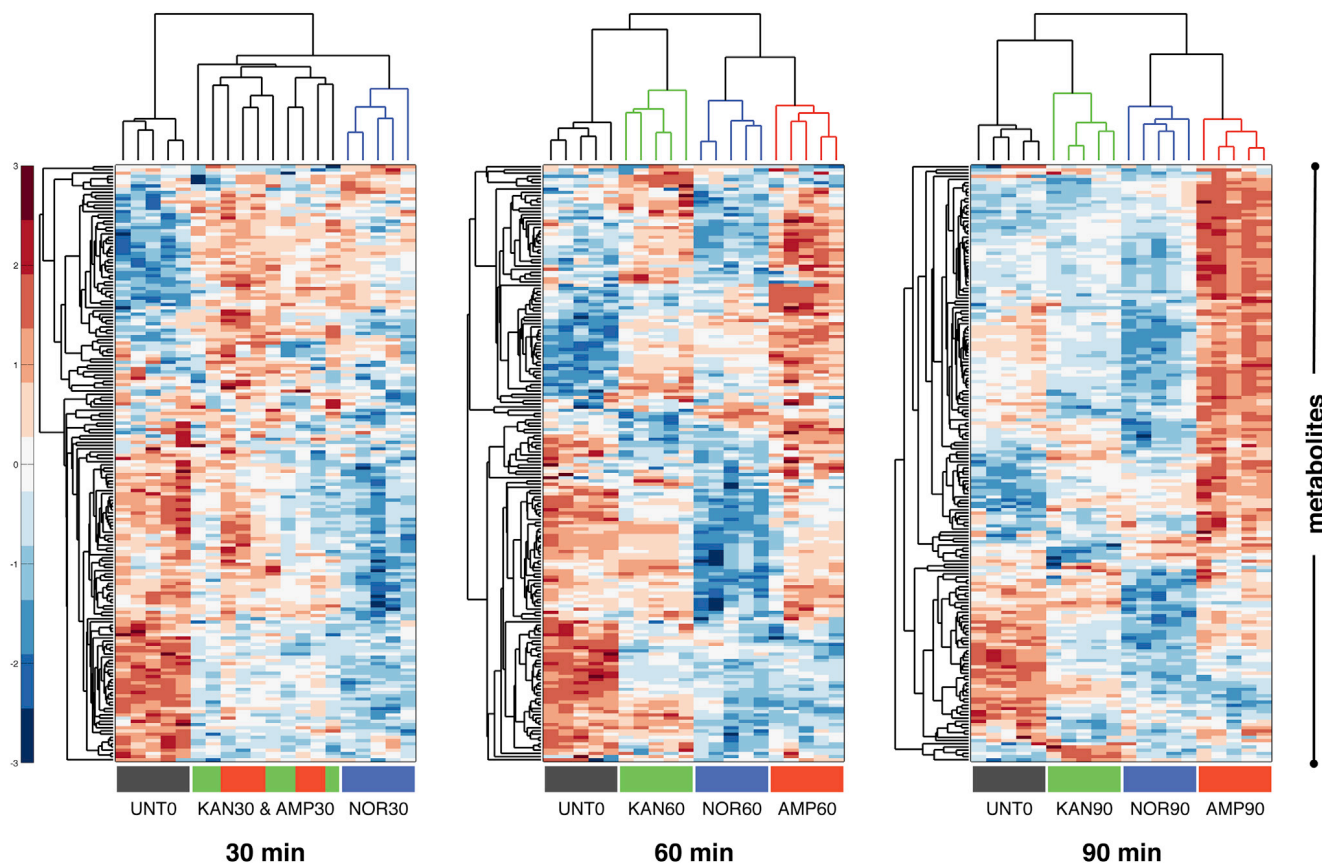 3
2
1
0
-1
-2
-3
metabolites
UNT0 KAN30 & AMP30 NOR30
UNT0 KAN60 NOR60 AMP60
UNT0 KAN90 NOR90 AMP90
30 min
60 min
90 min